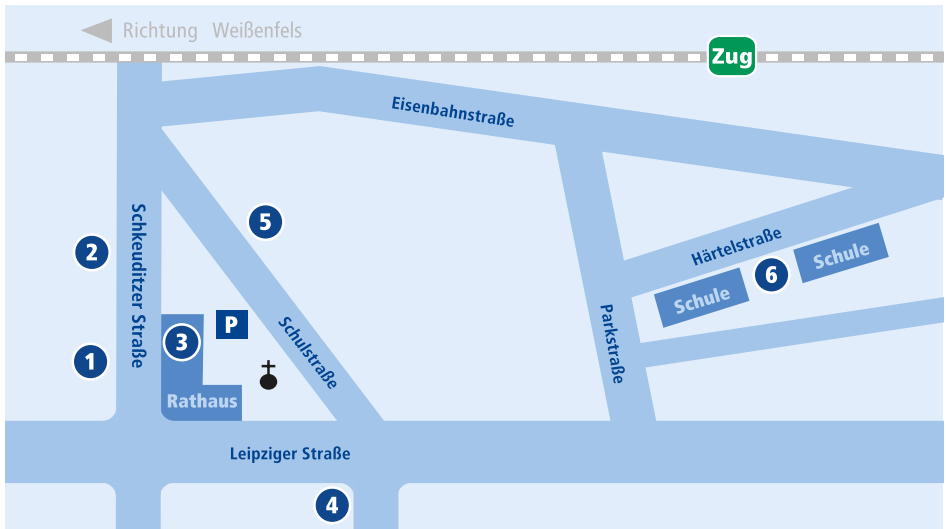 Richtung Weißenfels
Zug
Eisenbahnstraße
Schkeuditzer Straße
5
2
Härtelstraße
Schule
6
Schule
P
Schulstraße
Parkstraße
3
1
Rathaus
Leipziger Straße
4